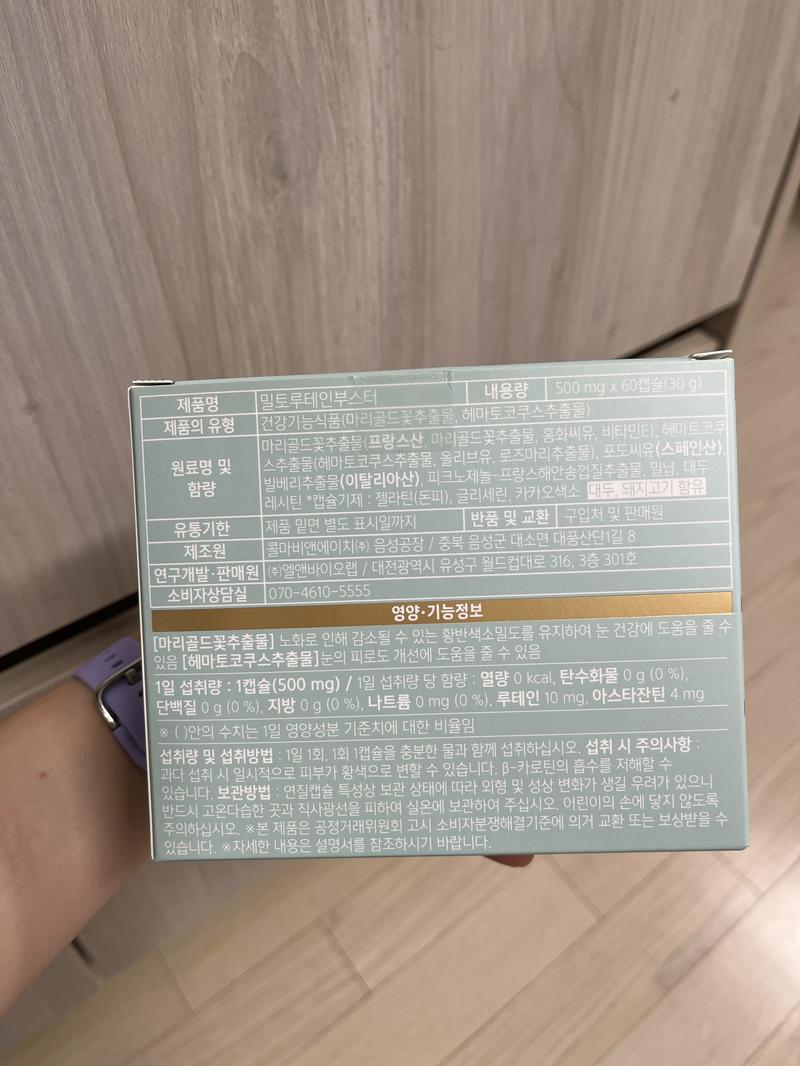 제품명 밀토루테인부스터 내용량 500 mg x 60캡슐(30 g)
제품의 유형 건강기능식품(마리골드꽃추출물, 헤마토코쿠스추출물)
원료명 및 함량 마리골드꽃추출물(프랑스산, 마리골드꽃추출물, 홍화씨유, 비타민E), 헤마토코쿠
스추출물(헤마토코쿠스추출물, 올리브유, 로즈마리추출물), 포도씨유(스페인산),
빌베리추출물(이탈리아산), 피크노제놀-프랑스해안송껍질추출물, 밀납, 대두
레시틴 *캡슐기제 : 젤라틴(돈피), 글리세린, 카카오색소 대두, 돼지고기 함유
유통기한 제품 밑면 별도 표시일까지 반품 및 교환 구입처 및 판매원
제조원 콜마비앤에이치㈜ 음성공장 / 충북 음성군 대소면 대풍산단1길 8
연구개발·판매원 ㈜엘앤바이오랩 / 대전광역시 유성구 월드컵대로 316, 3층 301호
소비자상담실 070-4610-5555
영양·기능정보
[마리골드꽃추출물] 노화로 인해 감소될 수 있는 황반색소밀도를 유지하여 눈 건강에 도움을 줄 수
있음 [헤마토코쿠스추출물]눈의 피로도 개선에 도움을 줄 수 있음
1일 섭취량 : 1캡슐(500 mg) / 1일 섭취량 당 함량 : 열량 0 kcal, 탄수화물 0 g (0 %),
단백질 0 g (0 %), 지방 0 g (0 %), 나트륨 0 mg (0 %), 루테인 10 mg, 아스타잔틴 4 mg
※ ( )안의 수치는 1일 영양성분 기준치에 대한 비율임
섭취량 및 섭취방법 : 1일 1회, 1회 1캡슐을 충분한 물과 함께 섭취하십시오. 섭취 시 주의사항 :
과다 섭취 시 일시적으로 피부가 황색으로 변할 수 있습니다. β-카로틴의 흡수를 저해할 수
있습니다. 보관방법 : 연질캡슐 특성상 보관 상태에 따라 외형 및 성상 변화가 생길 우려가 있으니
반드시 고온다습한 곳과 직사광선을 피하여 실온에 보관하여 주십시오. 어린이의 손에 닿지 않도록
주의하십시오. ※본 제품은 공정거래위원회 고시 소비자분쟁해결기준에 의거 교환 또는 보상받을 수
있습니다. ※자세한 내용은 설명서를 참조하시기 바랍니다.